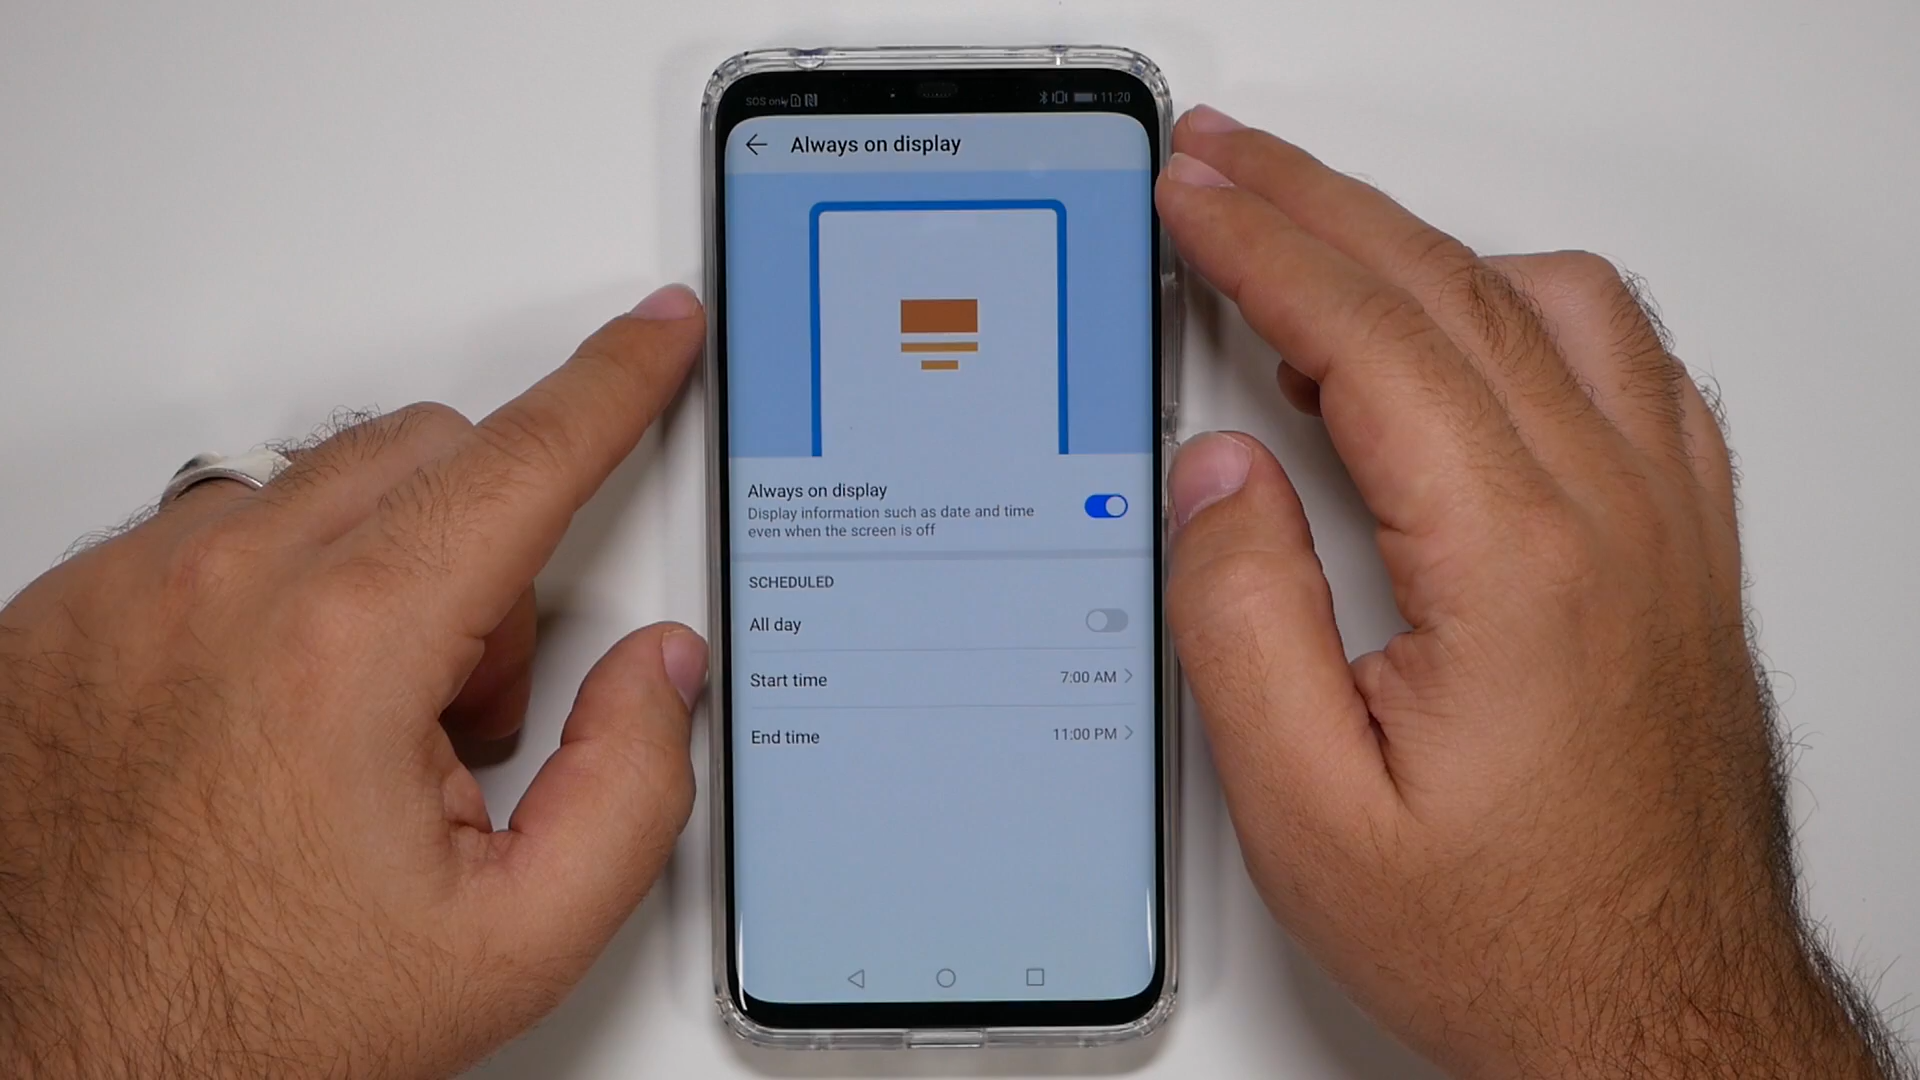 SOS only 11:20
Always on display
Always on display
Display information such as date and time
even when the screen is off
SCHEDULED
All day
Start time 7:00 AM
End time 11:00 PM